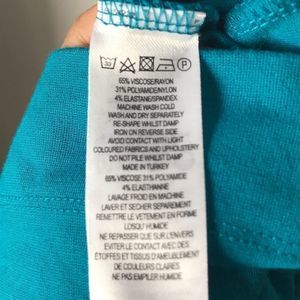 65% VISCOSE/RAYON
31% POLYAMIDE/NYLON
4% ELASTANE/SPANDEX
MACHINE WASH COLD
WASH AND DRY SEPARATELY
RE-SHAPE WHILST DAMP
IRON ON REVERSE SIDE
AVOID CONTACT WITH LIGHT
COLOURED FABRICS AND UPHOLSTERY
DO NOT PILE WHILST DAMP
MADE IN TURKEY
65% VISCOSE 31% POLYAMIDE
4% ELASTHANNE
LAVAGE FROID EN MACHINE
LAVER ET SECHER SEPAREMENT
REMETTRE LE VETEMENT EN FORME
LOSQU´HUMIDE
NE PAS REPASSER QUE SUR ENVERS
EVITER LE CONTACT AVEC DES
ETOFFES ET TISSUS D'AMEUBLEMENT
DE COULEURS CLAIRES
NE PAS EMPILER LORSQU'HUMIDE